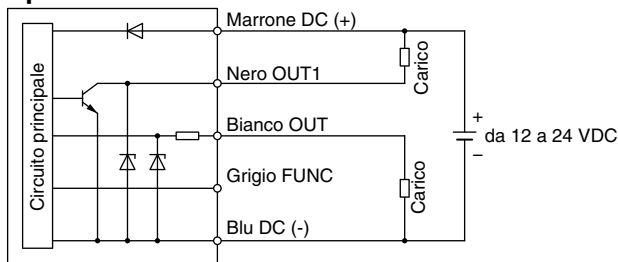 Marrone DC (+)
Carico
Nero OUT1
Circuito principale
Bianco OUT
+
da 12 a 24 VDC
−
Grigio FUNC
Carico
Blu DC (-)